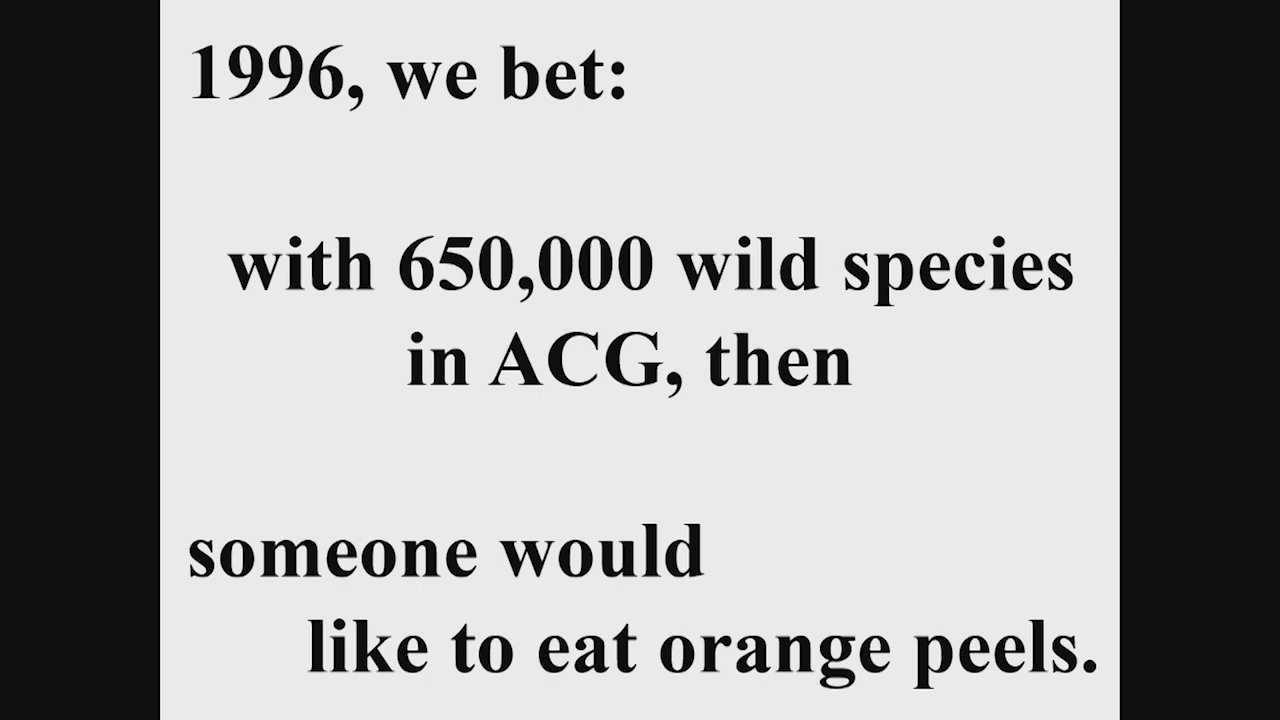 1996, we bet:
with 650,000 wild species
in ACG, then
someone would
like to eat orange peels.